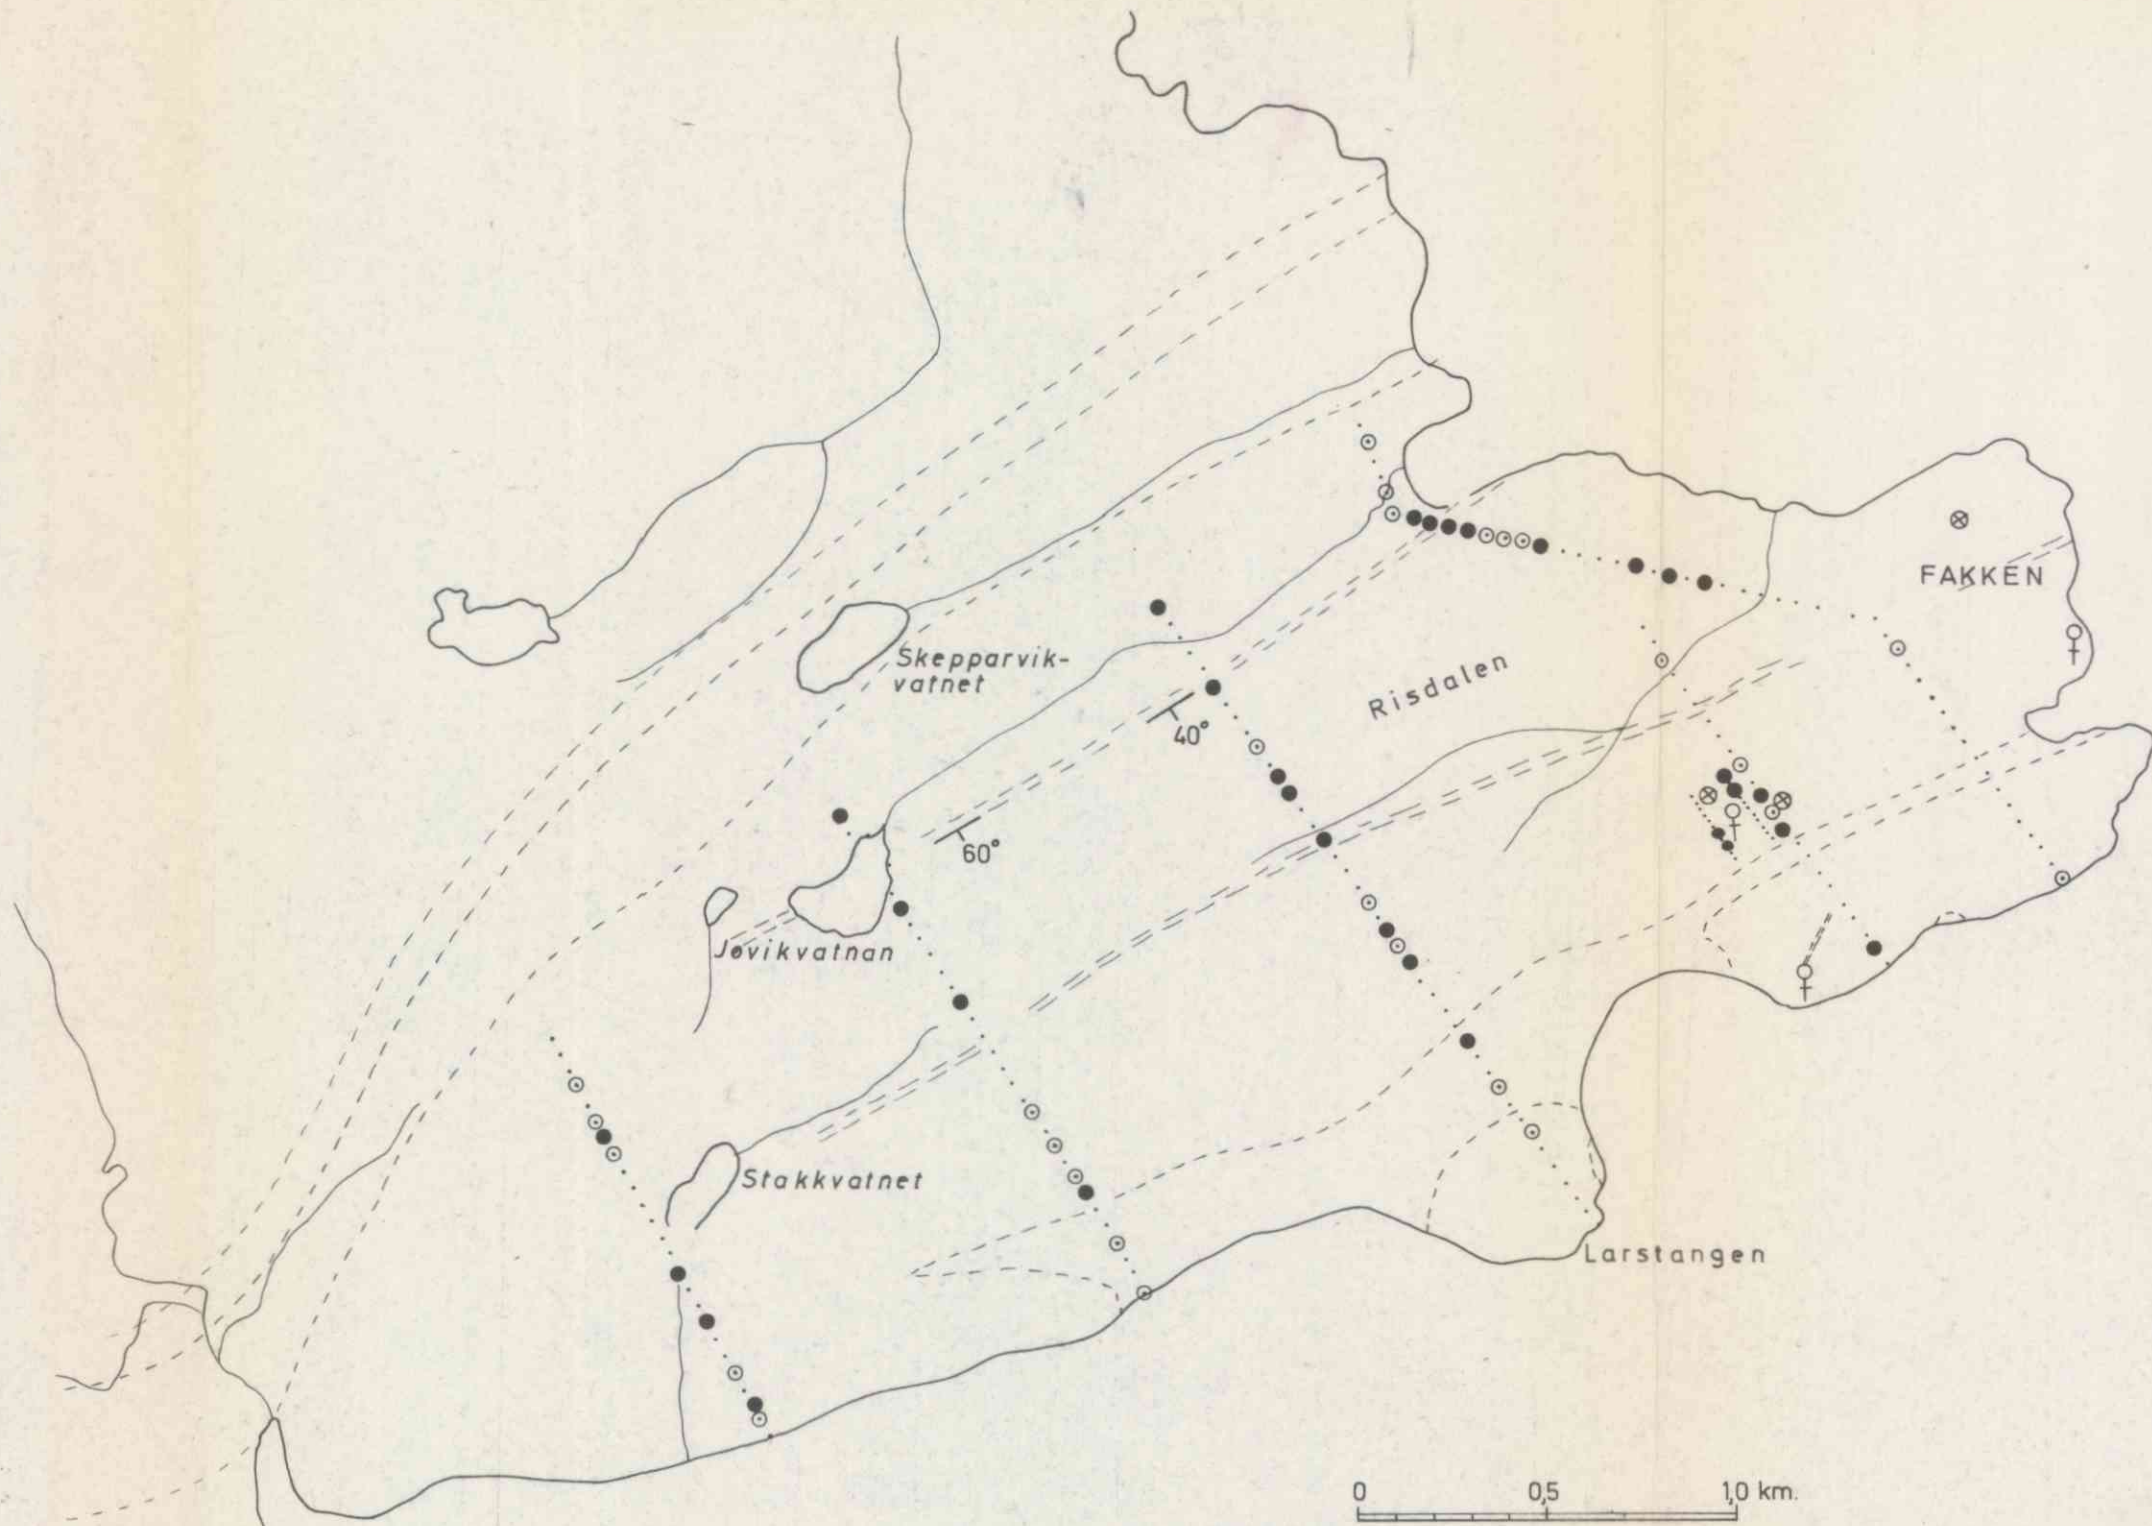 FAKKEN
Skepparvik-
vatnet
Risdalen
40°
60°
Jøvikvatnan
Stakkvatnet
Larstangen
0 0,5 1,0 km.